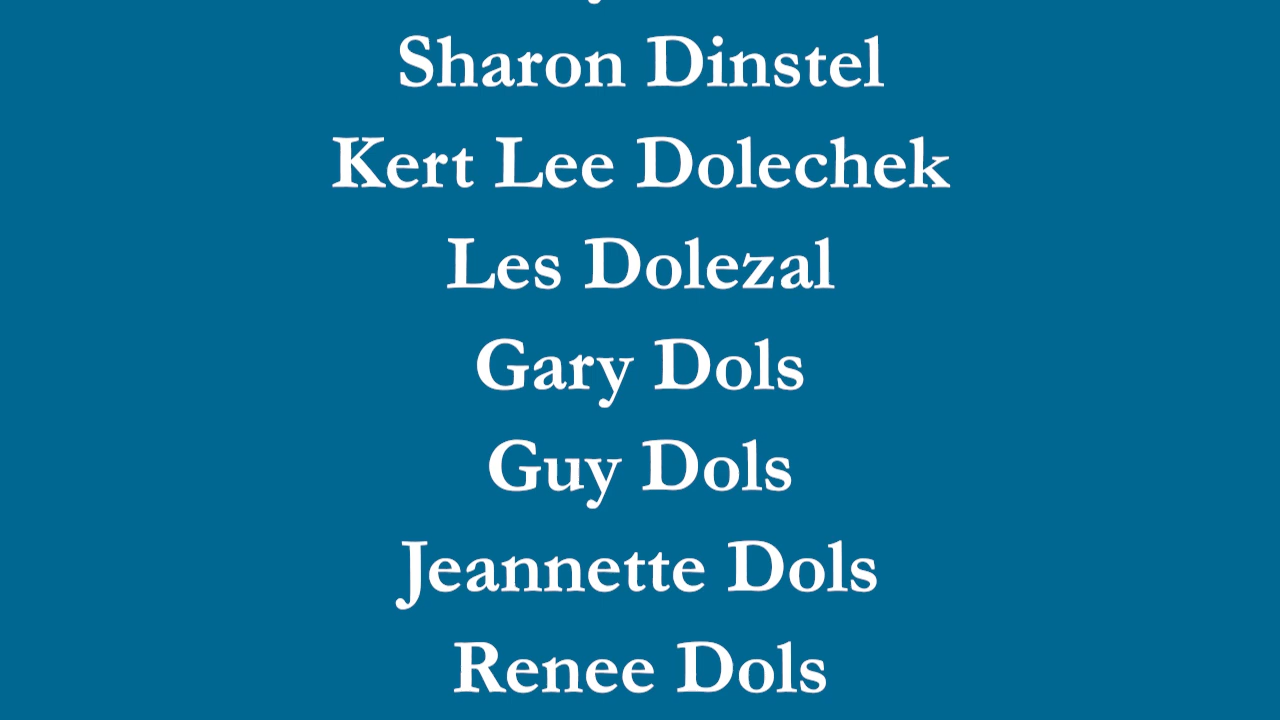 Sharon Dinstel
Kert Lee Dolechek
Les Dolezal
Gary Dols
Guy Dols
Jeannette Dols
Renee Dols